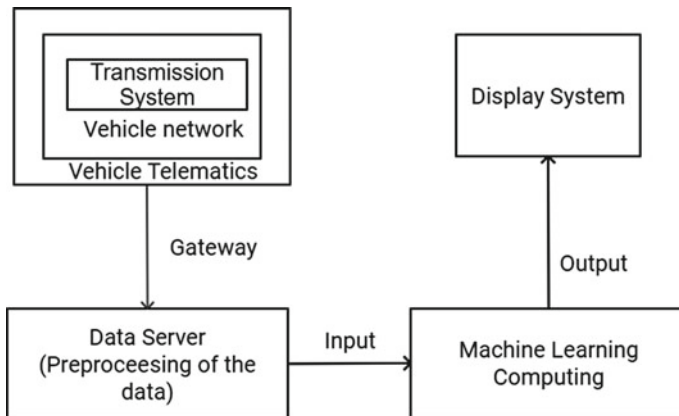 Transmission
System
Vehicle network
Vehicle Telematics
Gateway
Data Server
(Preproceesing of the
data)
Input
Machine Learning
Computing
Output
Display System